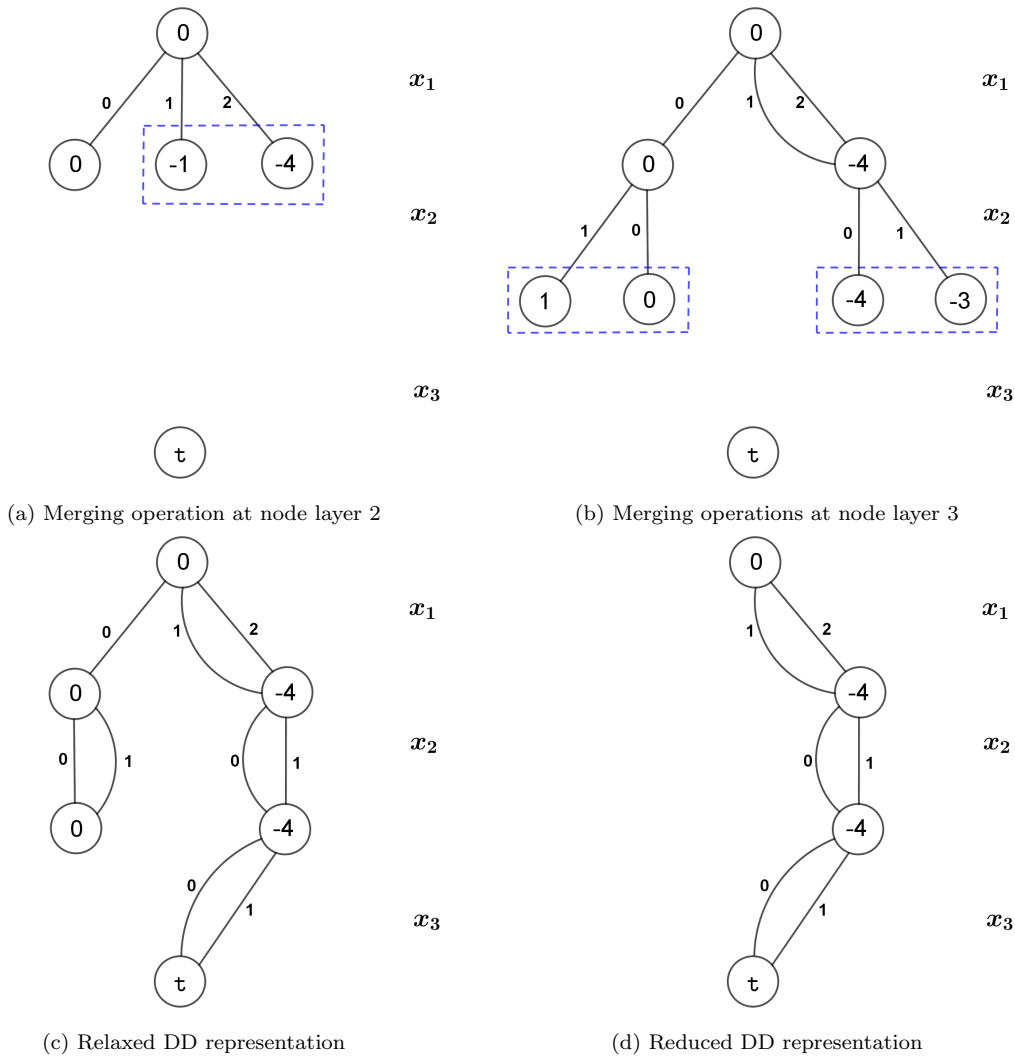 0
0
x₁
0 1 2
0 1 2
x₁
0 -1 -4
0 -4
x₂
1 0 0 1
x₂
1 0 -4 -3
x₃
x₃
t
t
(a) Merging operation at node layer 2
(b) Merging operations at node layer 3
0
0
x₁
x₁
0 1 2
1 2
0 -4
-4
x₂
x₂
0 1 0 1
0 1
0 -4
-4
0 1
0 1
x₃
x₃
t
t
(c) Relaxed DD representation
(d) Reduced DD representation